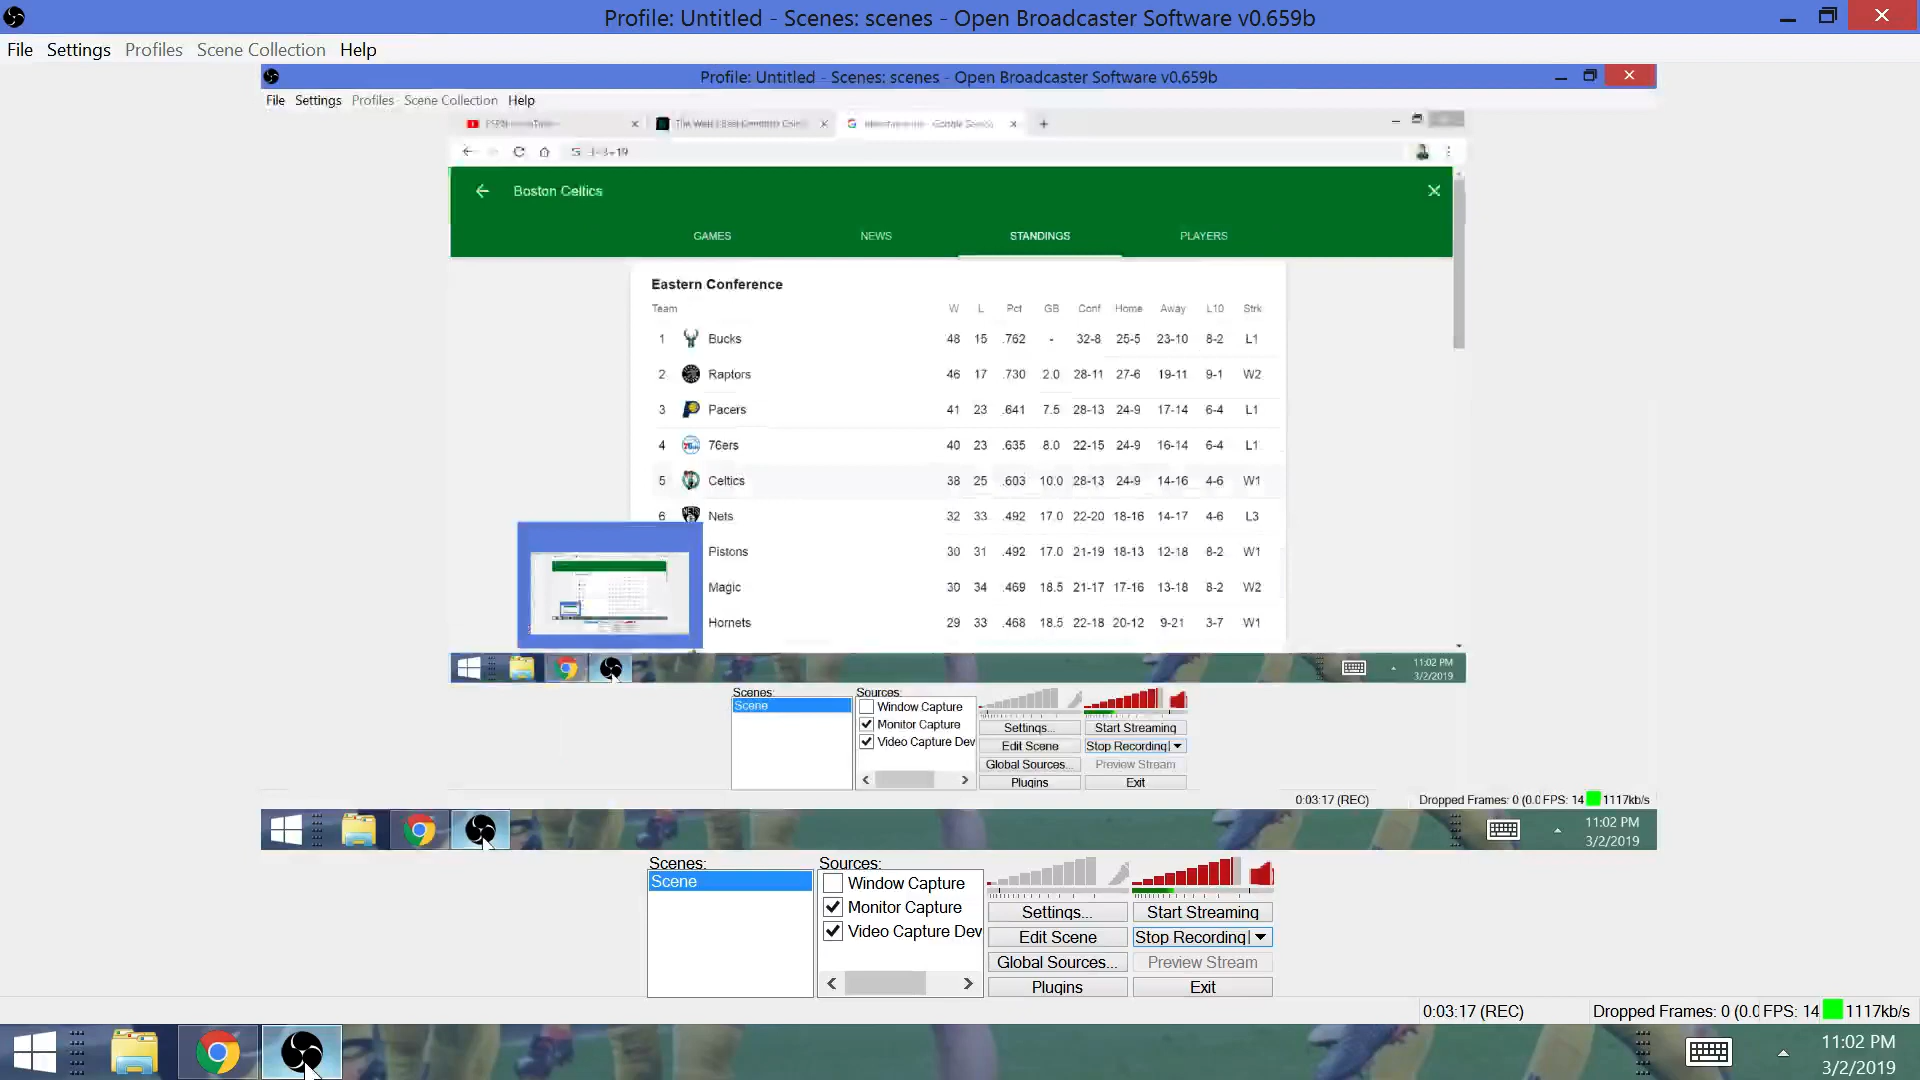 Profile: Untitled - Scenes: scenes - Open Broadcaster Software v0.659b
File Settings Profiles Scene Collection Help
Profile: Untitled - Scenes: scenes - Open Broadcaster Software v0.659b
File Settings Profiles Scene Collection Help
Boston Celtics
GAMES NEWS STANDINGS PLAYERS
Eastern Conference
Team W L Pct GB Conf Home Away L10 Strk
1 Bucks 48 15 .762 - 32-8 25-5 23-10 8-2 L1
2 Raptors 46 17 .730 2.0 28-11 27-6 19-11 9-1 W2
3 Pacers 41 23 .641 7.5 28-13 24-9 17-14 6-4 L1
4 76ers 40 23 .635 8.0 22-15 24-9 16-14 6-4 L1
5 Celtics 38 25 .603 10.0 28-13 24-9 14-16 4-6 W1
6 Nets 32 33 .492 17.0 22-20 18-16 14-17 4-6 L3
Pistons 30 31 .492 17.0 21-19 18-13 12-18 8-2 W1
Magic 30 34 .469 18.5 21-17 17-16 13-18 8-2 W2
Hornets 29 33 .468 18.5 22-18 20-12 9-21 3-7 W1
11:02 PM
3/2/2019
Scenes: Sources:
Scene
Window Capture
Monitor Capture
Video Capture Dev
Settings... Start Streaming
Edit Scene Stop Recording
Global Sources... Preview Stream
Plugins Exit
0:03:17 (REC) Dropped Frames: 0 (0.0 FPS: 14 1117kb/s
11:02 PM
3/2/2019
Scenes: Sources:
Scene
Window Capture
Monitor Capture
Video Capture Dev
Settings... Start Streaming
Edit Scene Stop Recording
Global Sources... Preview Stream
Plugins Exit
0:03:17 (REC) Dropped Frames: 0 (0.0 FPS: 14 1117kb/s
11:02 PM
3/2/2019